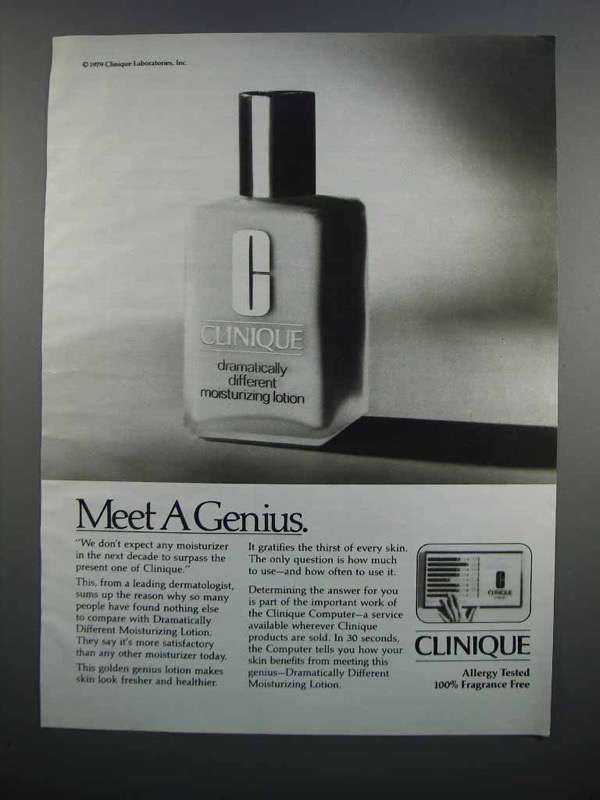 © 1979 Clinique Laboratories, Inc.
C
CLINIQUE
dramatically
different
moisturizing lotion
Meet A Genius.
"We don't expect any moisturizer
in the next decade to surpass the
present one of Clinique."
This, from a leading dermatologist,
sums up the reason why so many
people have found nothing else
to compare with Dramatically
Different Moisturizing Lotion.
They say it's more satisfactory
than any other moisturizer today.
This golden genius lotion makes
skin look fresher and healthier.
It gratifies the thirst of every skin.
The only question is how much
to use—and how often to use it.
Determining the answer for you
is part of the important work of
the Clinique Computer—a service
available wherever Clinique
products are sold. In 30 seconds,
the Computer tells you how your
skin benefits from meeting this
genius—Dramatically Different
Moisturizing Lotion.
C
CLINIQUE
CLINIQUE
Allergy Tested
100% Fragrance Free